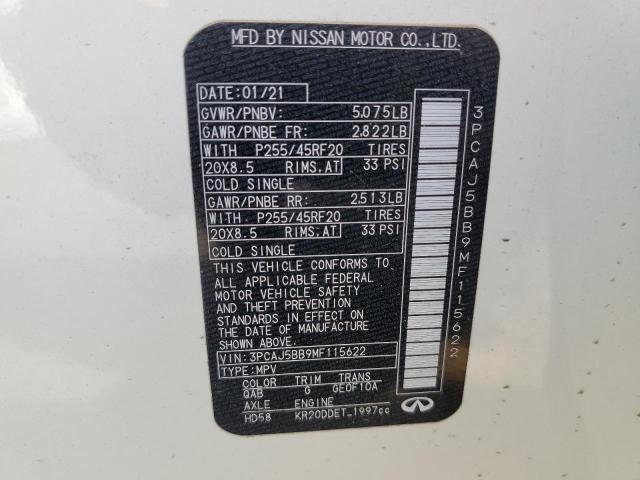 MFD BY NISSAN MOTOR CO.,LTD.
DATE:01/21
GVWR/PNBV: 5.075LB
GAWR/PNBE FR: 2.822LB
WITH P255/45RF20 TIRES
20X8.5 RIMS.AT 33 PSI
COLD SINGLE
GAWR/PNBE RR: 2.513LB
WITH P255/45RF20 TIRES
20X8.5 RIMS.AT 33 PSI
COLD SINGLE
THIS VEHICLE CONFORMS TO
ALL APPLICABLE FEDERAL
MOTOR VEHICLE SAFETY
AND THEFT PREVENTION
STANDARDS IN EFFECT ON
THE DATE OF MANUFACTURE
SHOWN ABOVE.
VIN:3PCAJ5BB9MF115622
TYPE:MPV
COLOR TRIM TRANS
QAB G GE0F10A
AXLE ENGINE
HD58 KR20DDET_1997cc
3PCAJ5BB9MF115622